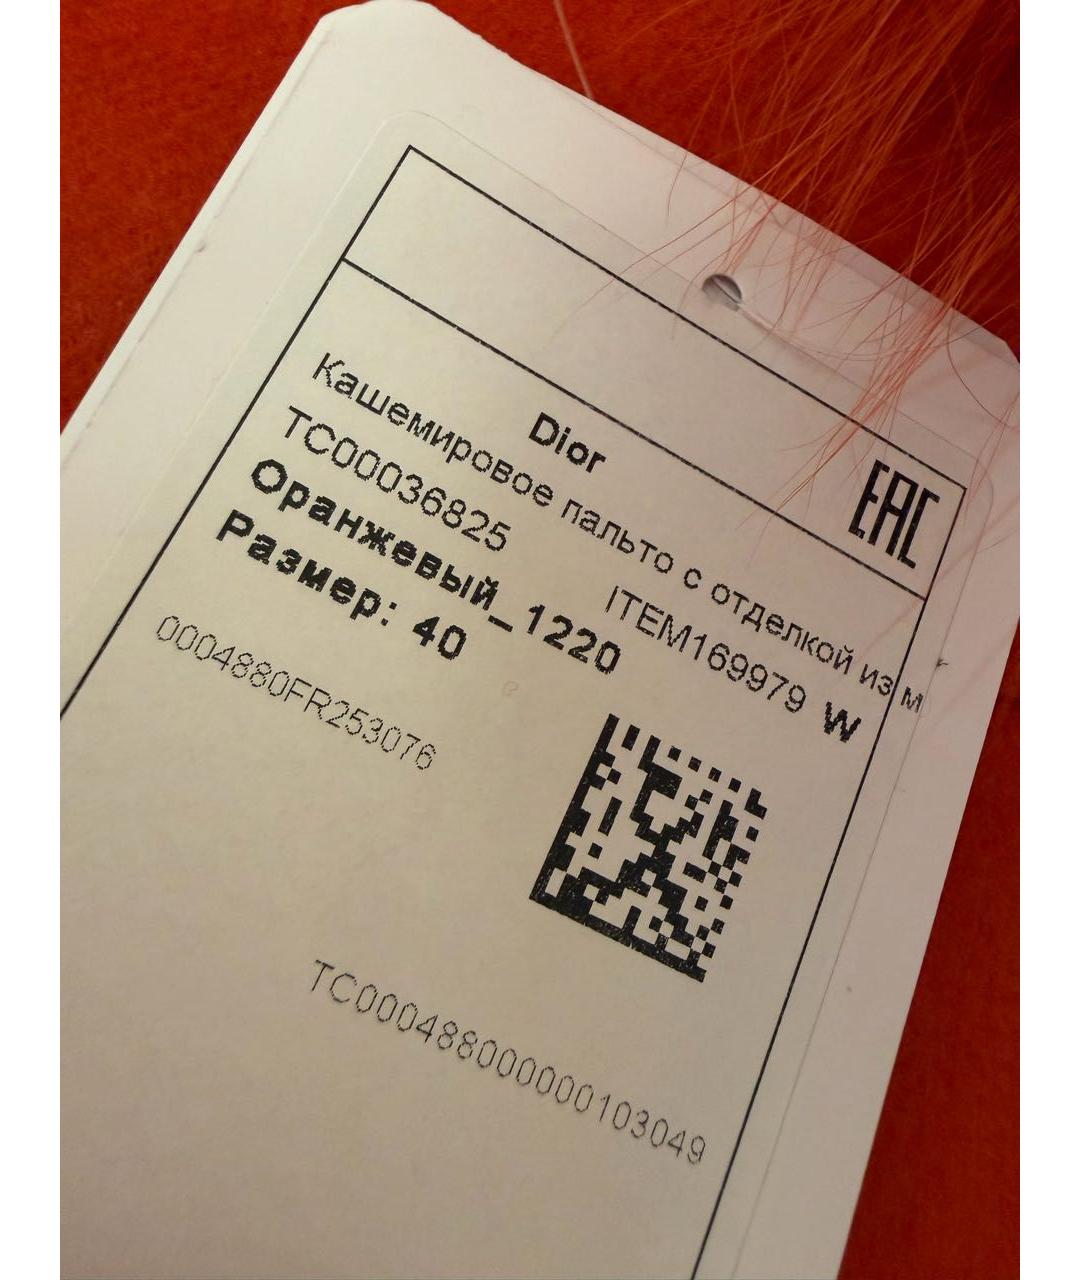 Dior
EAC
Кашемировое пальто с отделкой из м
TC00036825 ITEM169979 W
Оранжевый_1220
Размер: 40
0004880FR253076
TC0004880000000103049